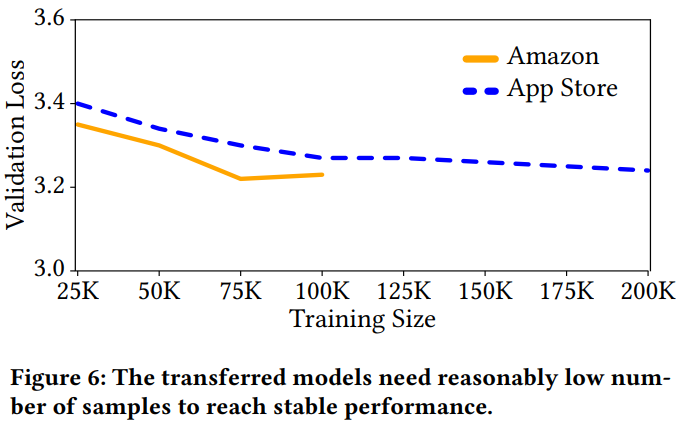 3.6
Amazon
App Store
3.4
Validation Loss
3.2
3.0
25K 50K 75K 100K 125K 150K 175K 200K
Training Size
Figure 6: The transferred models need reasonably low num-
ber of samples to reach stable performance.